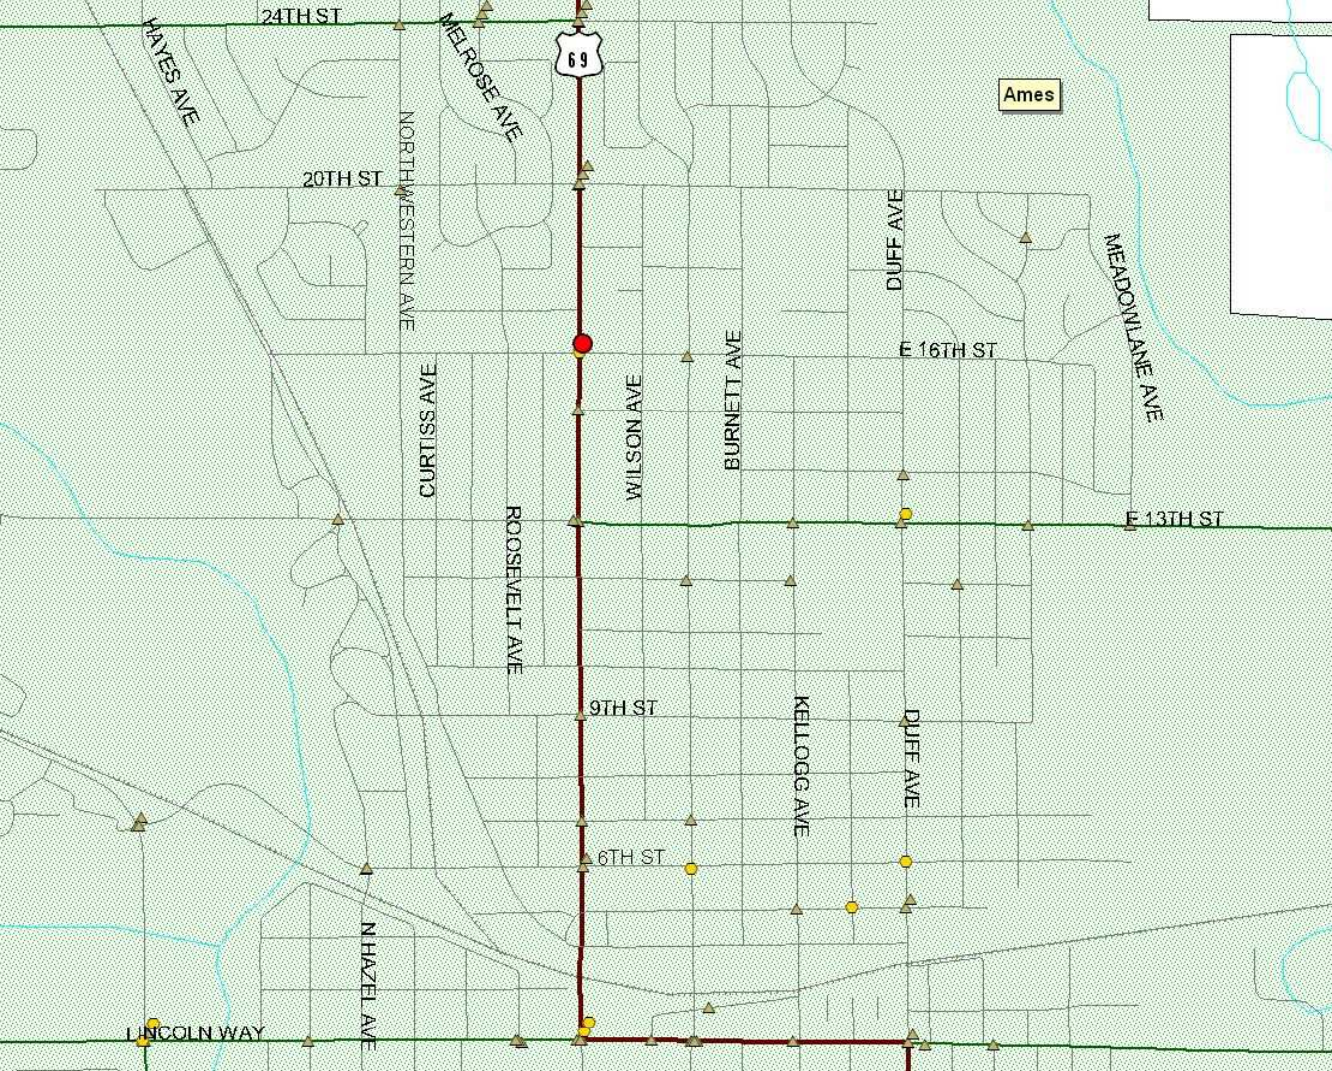 24TH ST
HAYES AVE
MELROSE AVE
69
Ames
NORTHWESTERN AVE
20TH ST
DUFF AVE
MEADOWLANE AVE
E 16TH ST
CURTISS AVE
WILSON AVE
BURNETT AVE
ROOSEVELT AVE
E 13TH ST
9TH ST
KELLOGG AVE
DUFF AVE
6TH ST
N HAZEL AVE
LINCOLN WAY